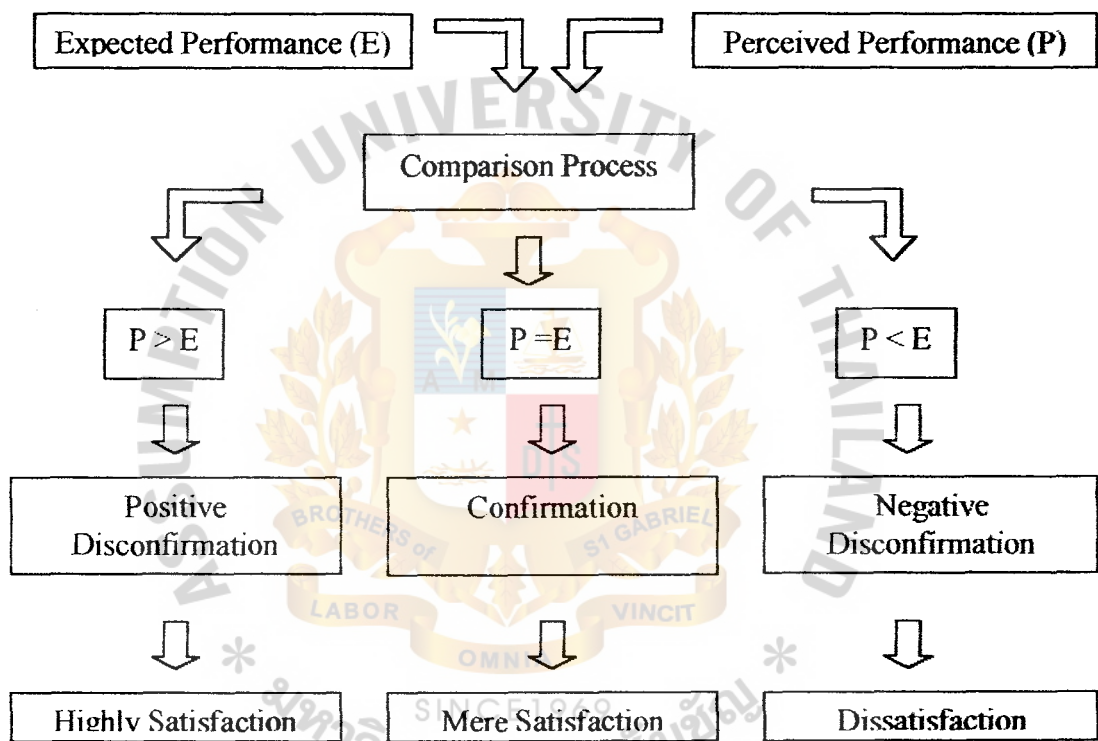 Expected Performance (E)
Perceived Performance (P)
Comparison Process
P > E
P =E
P < E
Positive
Disconfirmation
Confirmation
Negative
Disconfirmation
Highly Satisfaction
Mere Satisfaction
Dissatisfaction
ASSUMPTION UNIVERSITY OF THAILAND
A M
D S
BROTHERS of
S1 GABRIEL
LABOR
VINCIT
OMNIA
SINCE1969